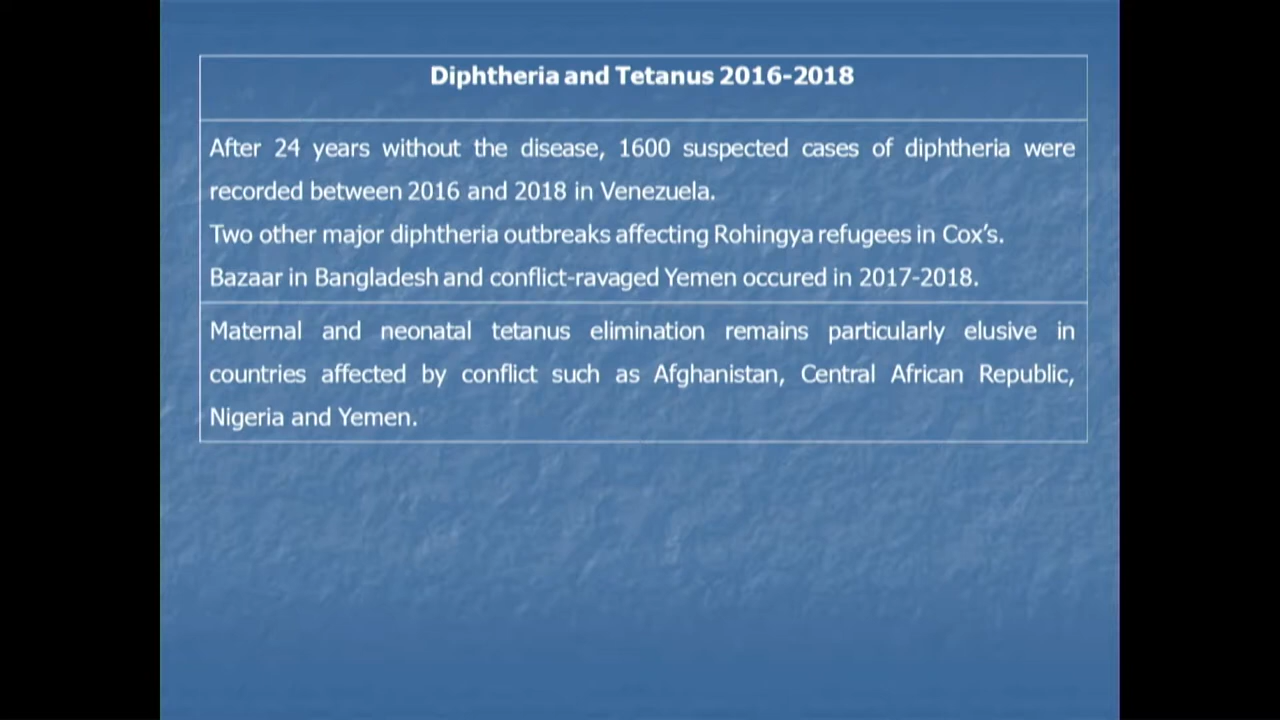 Diphtheria and Tetanus 2016-2018
After 24 years without the disease, 1600 suspected cases of diphtheria were
recorded between 2016 and 2018 in Venezuela.
Two other major diphtheria outbreaks affecting Rohingya refugees in Cox’s.
Bazaar in Bangladesh and conflict-ravaged Yemen occured in 2017-2018.
Maternal and neonatal tetanus elimination remains particularly elusive in
countries affected by conflict such as Afghanistan, Central African Republic,
Nigeria and Yemen.